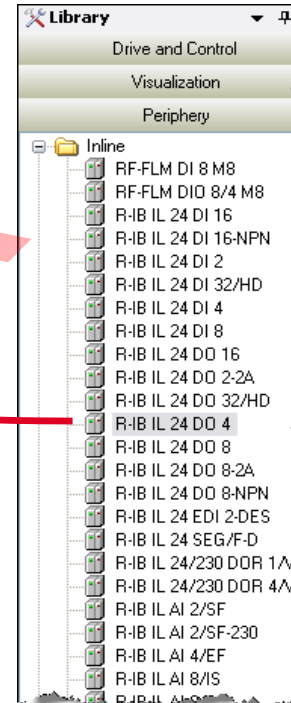 Library
Drive and Control
Visualization
Periphery
Inline
RF-FLM DI 8 M8
RF-FLM DIO 8/4 M8
R-IB IL 24 DI 16
R-IB IL 24 DI 16-NPN
R-IB IL 24 DI 2
R-IB IL 24 DI 32/HD
R-IB IL 24 DI 4
R-IB IL 24 DI 8
R-IB IL 24 DO 16
R-IB IL 24 DO 2-2A
R-IB IL 24 DO 32/HD
R-IB IL 24 DO 4
R-IB IL 24 DO 8
R-IB IL 24 DO 8-2A
R-IB IL 24 DO 8-NPN
R-IB IL 24 EDI 2-DES
R-IB IL 24 SEG/F-D
R-IB IL 24/230 DOR 1/
R-IB IL 24/230 DOR 4/
R-IB IL AI 2/SF
R-IB IL AI 2/SF-230
R-IB IL AI 4/EF
R-IB IL AI 8/IS